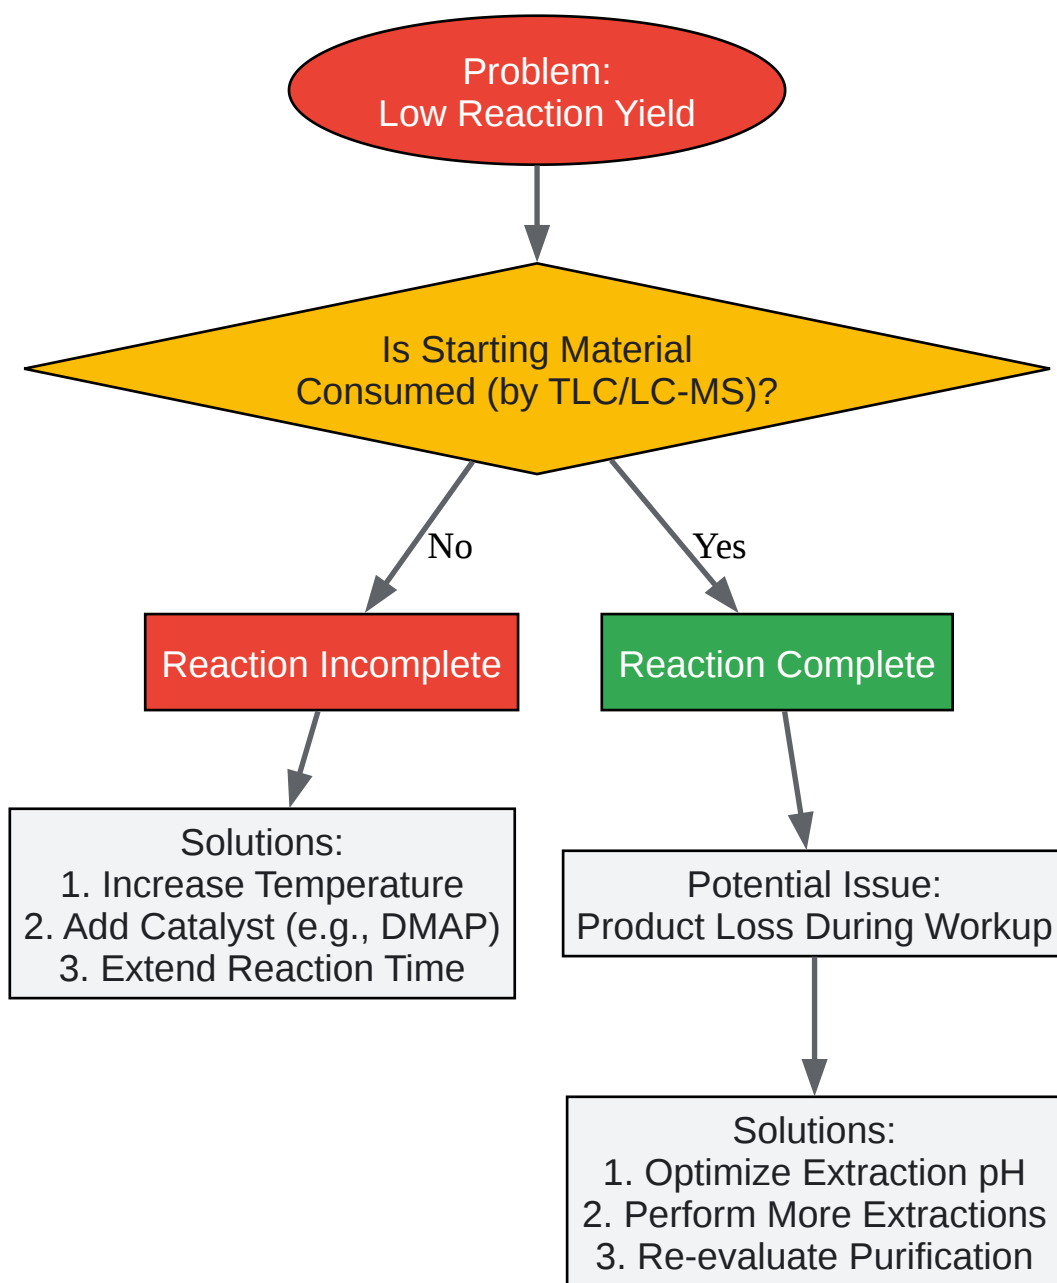 Problem:
Low Reaction Yield
Is Starting Material
Consumed (by TLC/LC-MS)?
No
Yes
Reaction Incomplete
Reaction Complete
Solutions:
1. Increase Temperature
2. Add Catalyst (e.g., DMAP)
3. Extend Reaction Time
Potential Issue:
Product Loss During Workup
Solutions:
1. Optimize Extraction pH
2. Perform More Extractions
3. Re-evaluate Purification